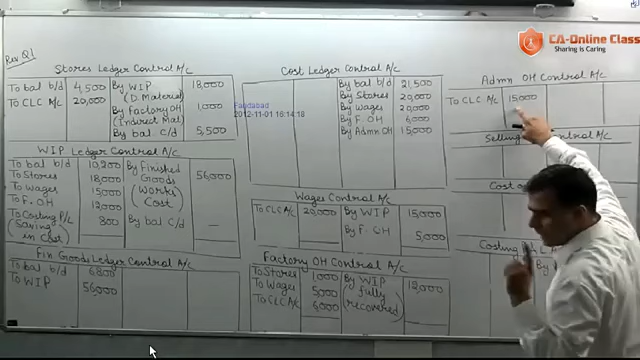 Rev Q1
CA-Online Class
Sharing is Caring
Stores Ledger Control A/c
To bal b/d 4,500 By WIP 18,000
To CLC A/c 20,000 (D Material)
By Factory OH 1,000
(Indirect Mat)
By bal c/d 5,500
WIP Ledger Control A/c
To bal b/d 10,200 By Finished 56,000
To Stores 18,000 Goods
To Wages 15,000 (Works
To F. OH 12,000 Cost)
To Costing P/L 800 By bal c/d —
(Saving
in Cost)
Fin Goods Ledger Control A/c
To bal b/d 6800
To WIP 56,000
Cost Ledger Control A/c
By bal b/d 21,500
By Stores 20,000
By Wages 20,000
By F. OH 6,000
By Admn OH 15,000
Faridabad
2012-11-01 16:14:18
Wages Control A/c
To CLC A/c 20,000 By WIP 15,000
By F. OH 5,000
Factory OH Control A/c
To Stores 1,000 By WIP 12,000
To Wages 5,000 fully
To CLC A/c 6,000 (recovered)
Admn OH Control A/c
To CLC A/c 15,000
Selling
Control A/c
Cost o
A/c
Costing
L A/c
By